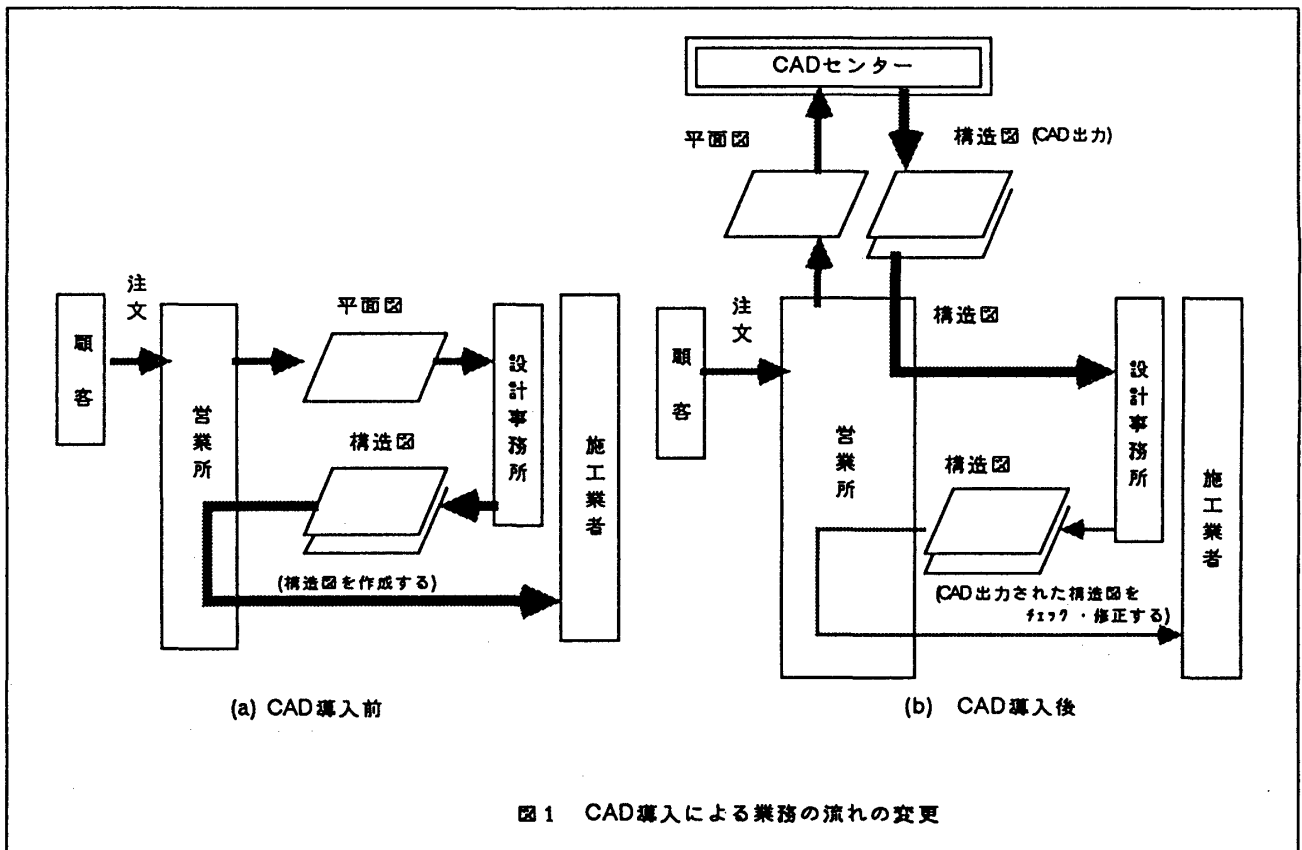 CADセンター
平面図
構造図 (CAD出力)
注文
平面図
顧客
営業所
設計事務所
構造図
施工業者
(構造図を作成する)
(a) CAD導入前
注文
構造図
顧客
営業所
設計事務所
構造図
施工業者
(CAD出力された構造図を
チェック・修正する)
(b) CAD導入後
図1 CAD導入による業務の流れの変更